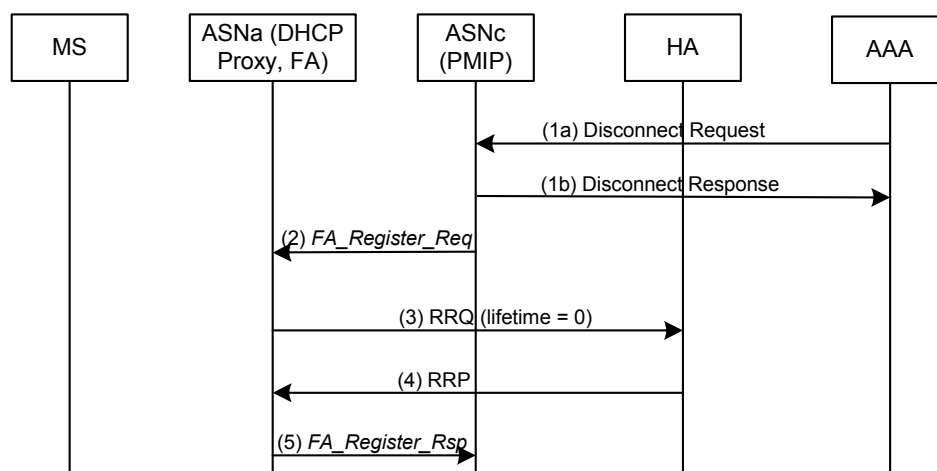 MS
ASNa (DHCP
Proxy, FA)
ASNc
(PMIP)
HA
AAA
(1a) Disconnect Request
(1b) Disconnect Response
(2) FA_Register_Req
(3) RRQ (lifetime = 0)
(4) RRP
(5) FA_Register_Rsp